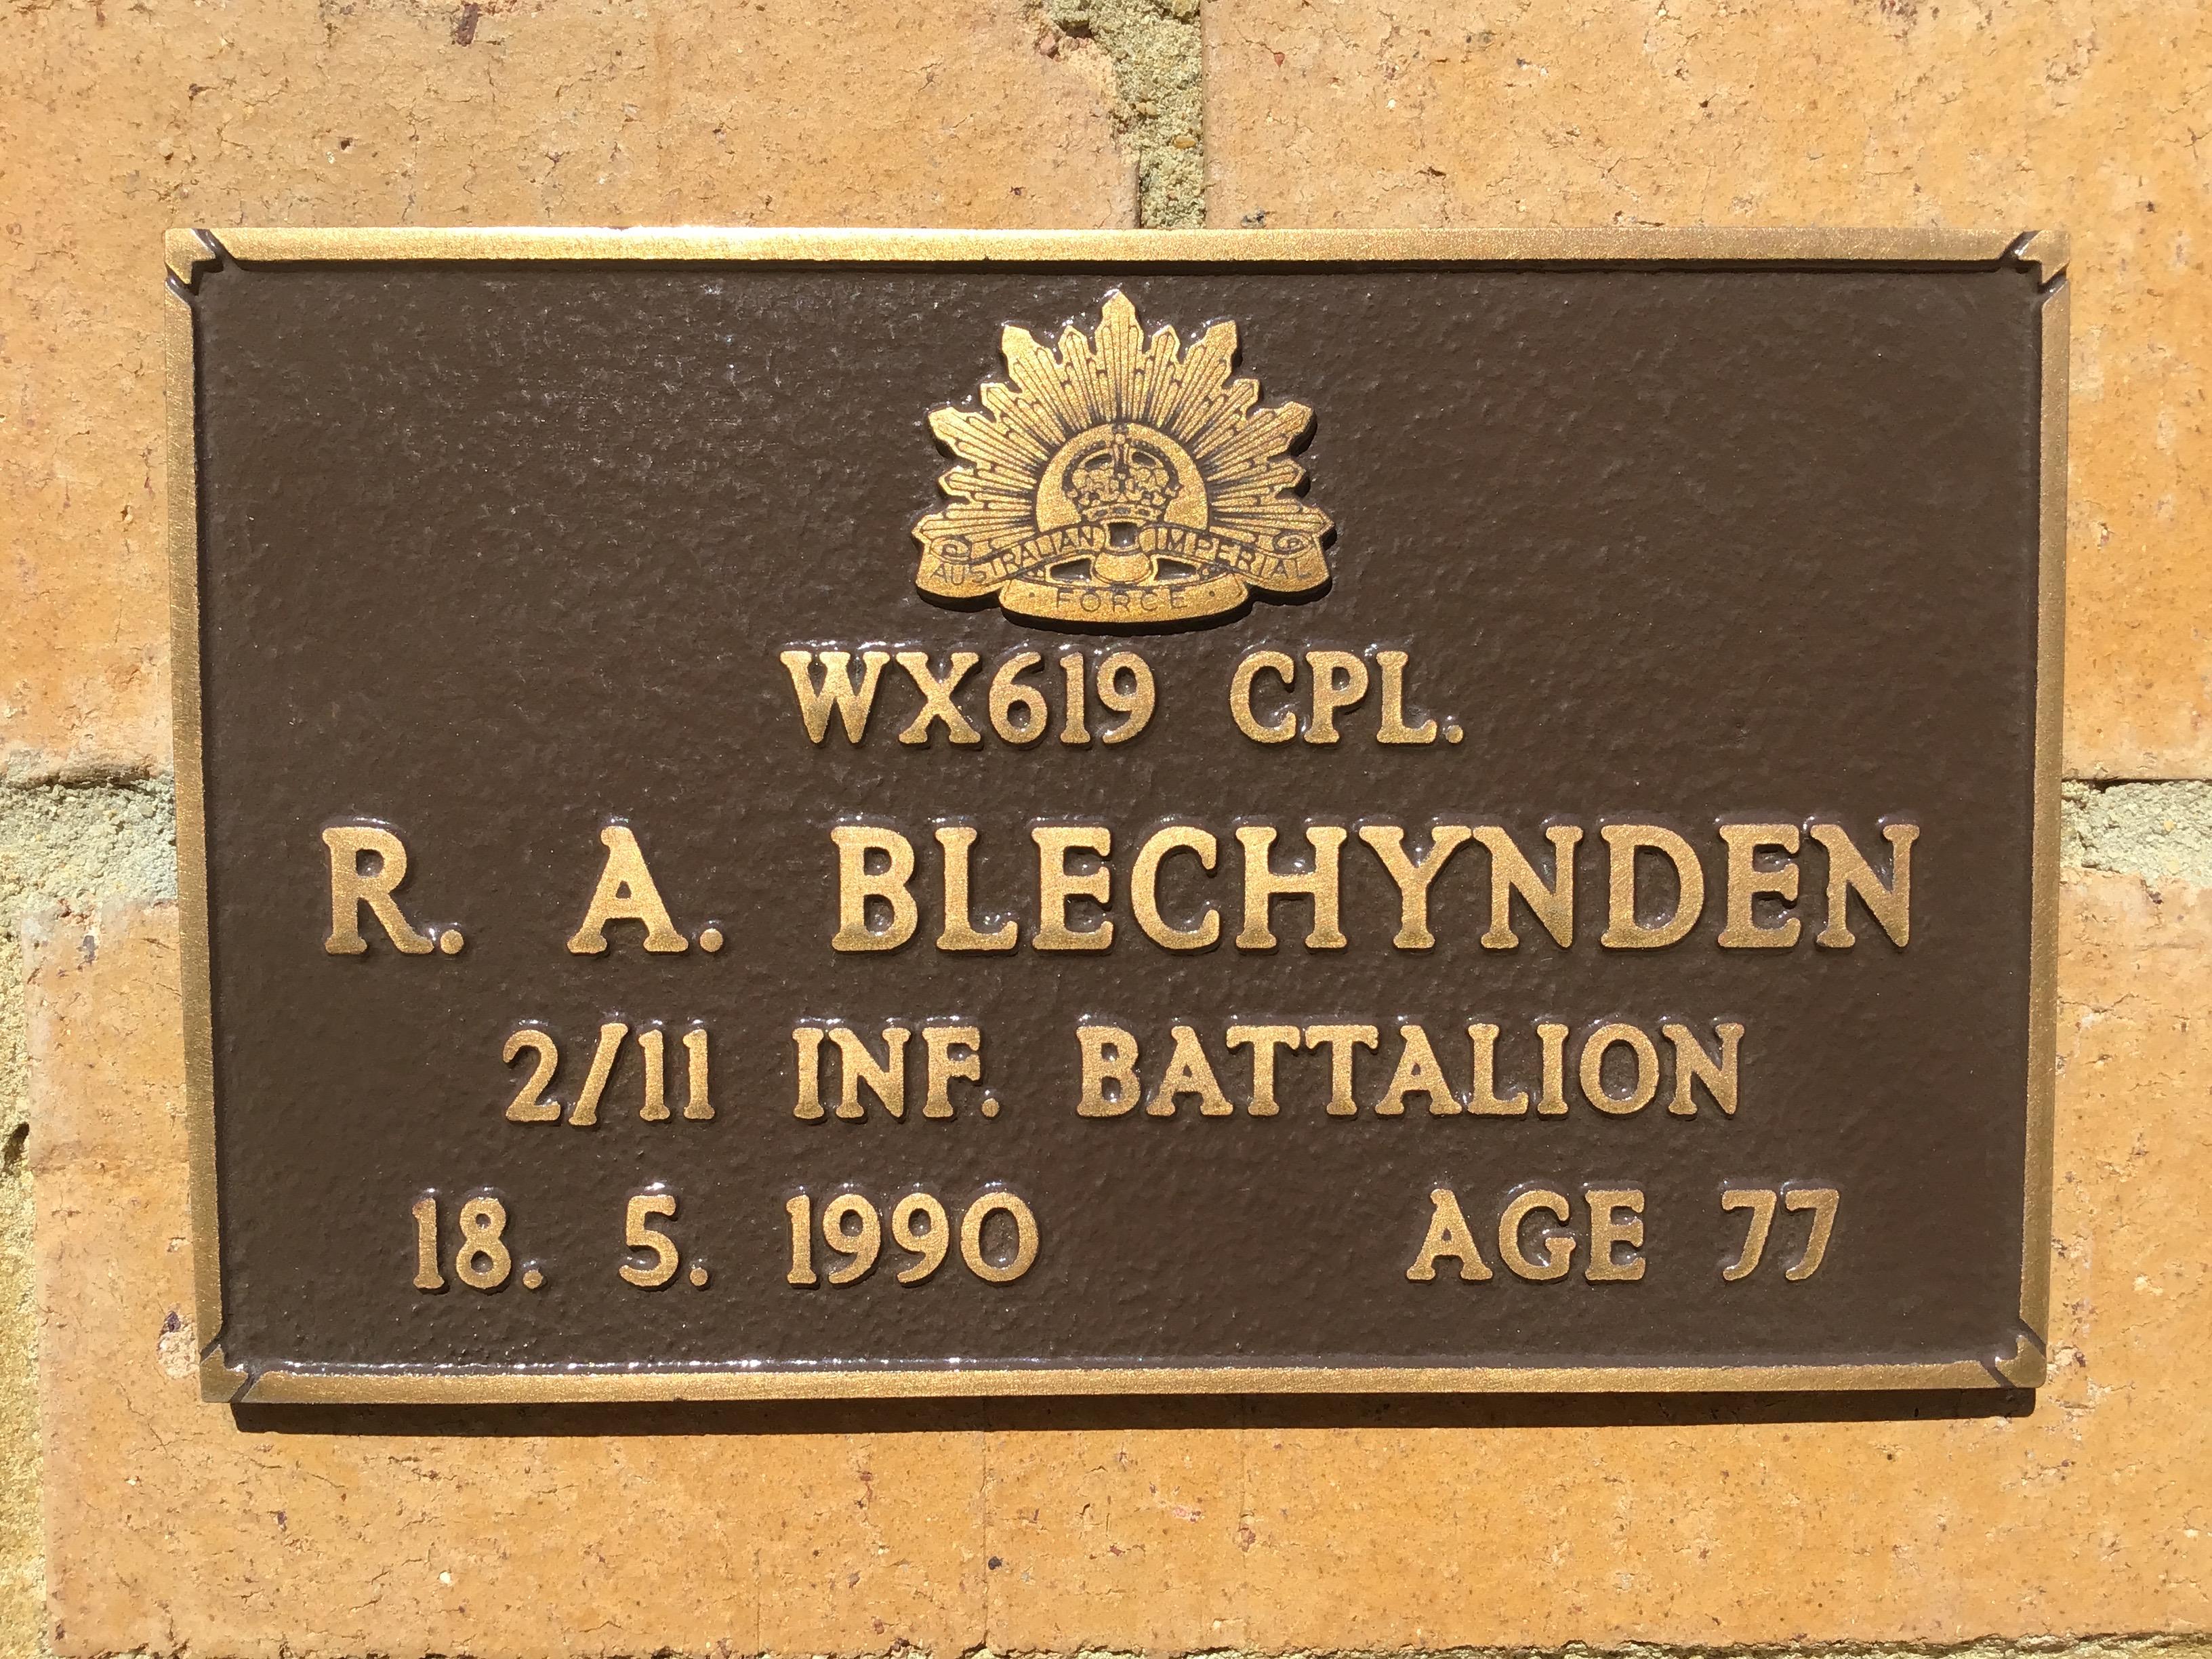 AUSTRALIAN IMPERIAL
FORCE
WX619 CPL.
R. A. BLECHYNDEN
2/11 INF. BATTALION
18. 5. 1990 AGE 77